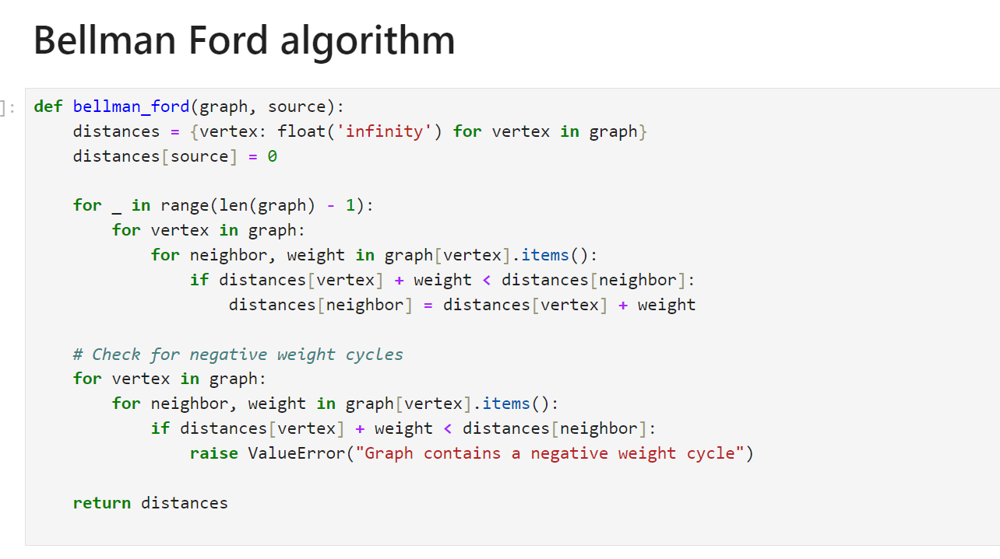 Bellman Ford algorithm
]:
def bellman_ford(graph, source):
    distances = {vertex: float('infinity') for vertex in graph}
    distances[source] = 0

    for _ in range(len(graph) - 1):
        for vertex in graph:
            for neighbor, weight in graph[vertex].items():
                if distances[vertex] + weight < distances[neighbor]:
                    distances[neighbor] = distances[vertex] + weight

    # Check for negative weight cycles
    for vertex in graph:
        for neighbor, weight in graph[vertex].items():
            if distances[vertex] + weight < distances[neighbor]:
                raise ValueError("Graph contains a negative weight cycle")

    return distances